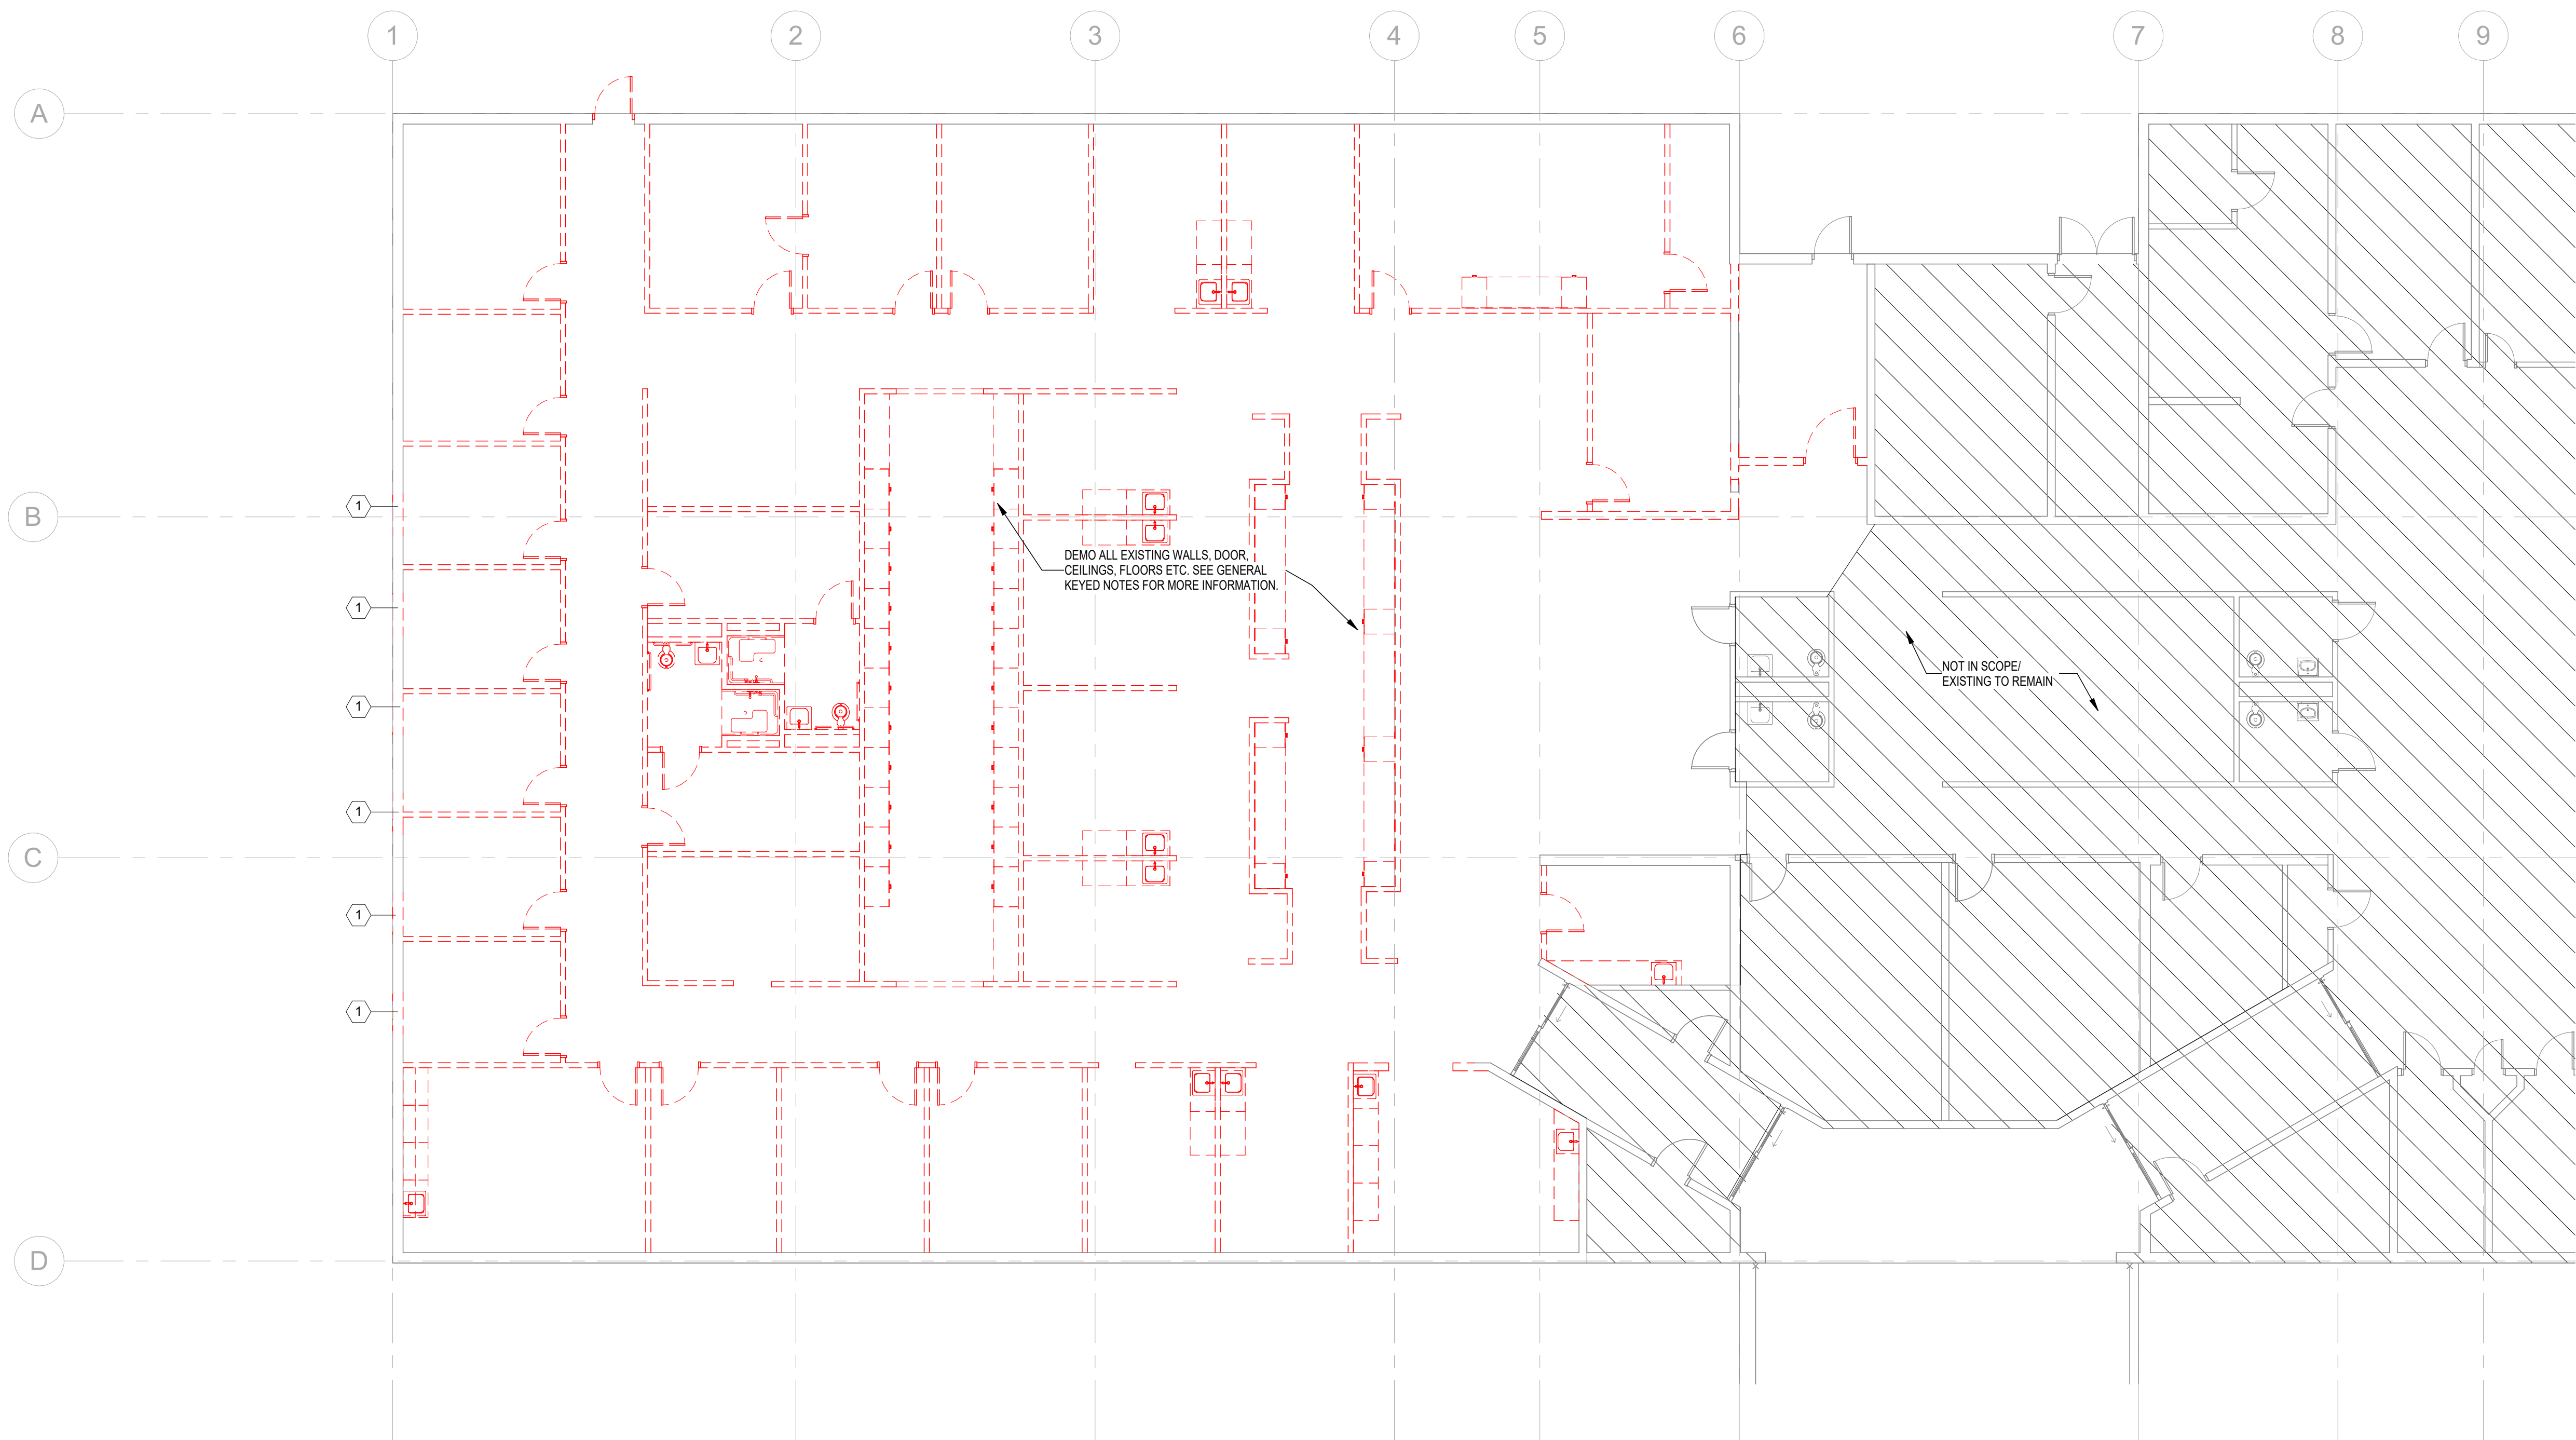 1
2
3
4
5
6
7
8
9
A
B
C
D
1
1
1
1
1
1
DEMO ALL EXISTING WALLS, DOOR,
CEILINGS, FLOORS ETC. SEE GENERAL
KEYED NOTES FOR MORE INFORMATION.
NOT IN SCOPE/
EXISTING TO REMAIN